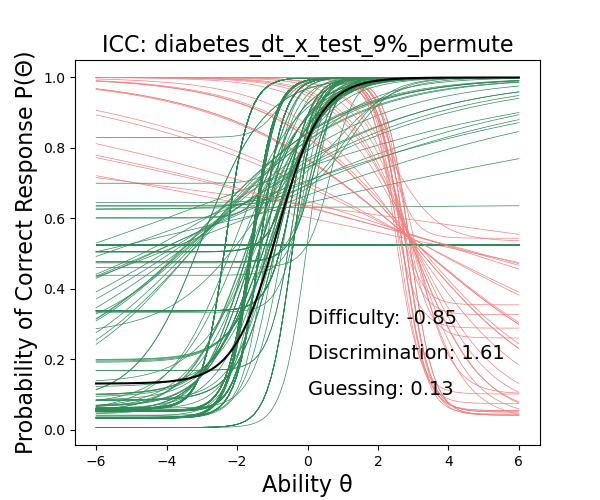 ICC: diabetes_dt_x_test_9%_permute
Probability of Correct Response P(Θ)
1.0
0.8
0.6
0.4
0.2
0.0
Difficulty: -0.85
Discrimination: 1.61
Guessing: 0.13
−6 −4 −2 0 2 4 6
Ability θ